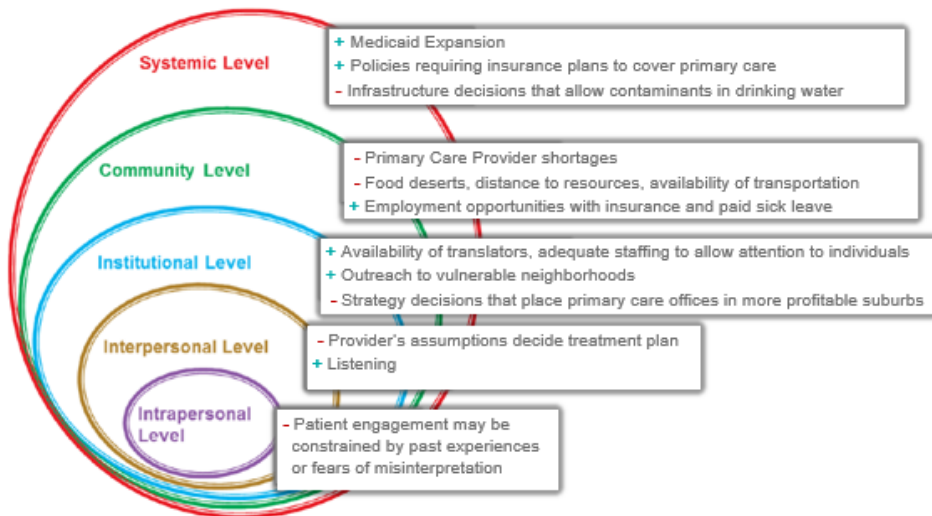 Systemic Level
+ Medicaid Expansion
+ Policies requiring insurance plans to cover primary care
- Infrastructure decisions that allow contaminants in drinking water
Community Level
- Primary Care Provider shortages
- Food deserts, distance to resources, availability of transportation
+ Employment opportunities with insurance and paid sick leave
Institutional Level
+ Availability of translators, adequate staffing to allow attention to individuals
+ Outreach to vulnerable neighborhoods
- Strategy decisions that place primary care offices in more profitable suburbs
Interpersonal Level
- Provider's assumptions decide treatment plan
+ Listening
Intrapersonal
Level
- Patient engagement may be
constrained by past experiences
or fears of misinterpretation